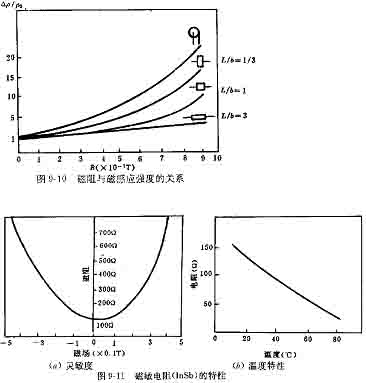 Δρ/ρ₀
20
15
10
5
1
L/b=1/3
L/b=1
L/b=3
0 1 2 3 4 5 6 7 8 9 10
B(×10⁻¹T)
图 9-10 磁阻与磁感应强度的关系
800Ω
700Ω
600Ω
500Ω
400Ω
300Ω
200Ω
100Ω
磁阻
-5 -3 0 3 5
磁场(×0.1T)
(a) 灵敏度
150
100
50
电阻(Ω)
0 20 40 60 80
温度(℃)
(b) 温度特性
图 9-11 磁敏电阻(InSb)的特性